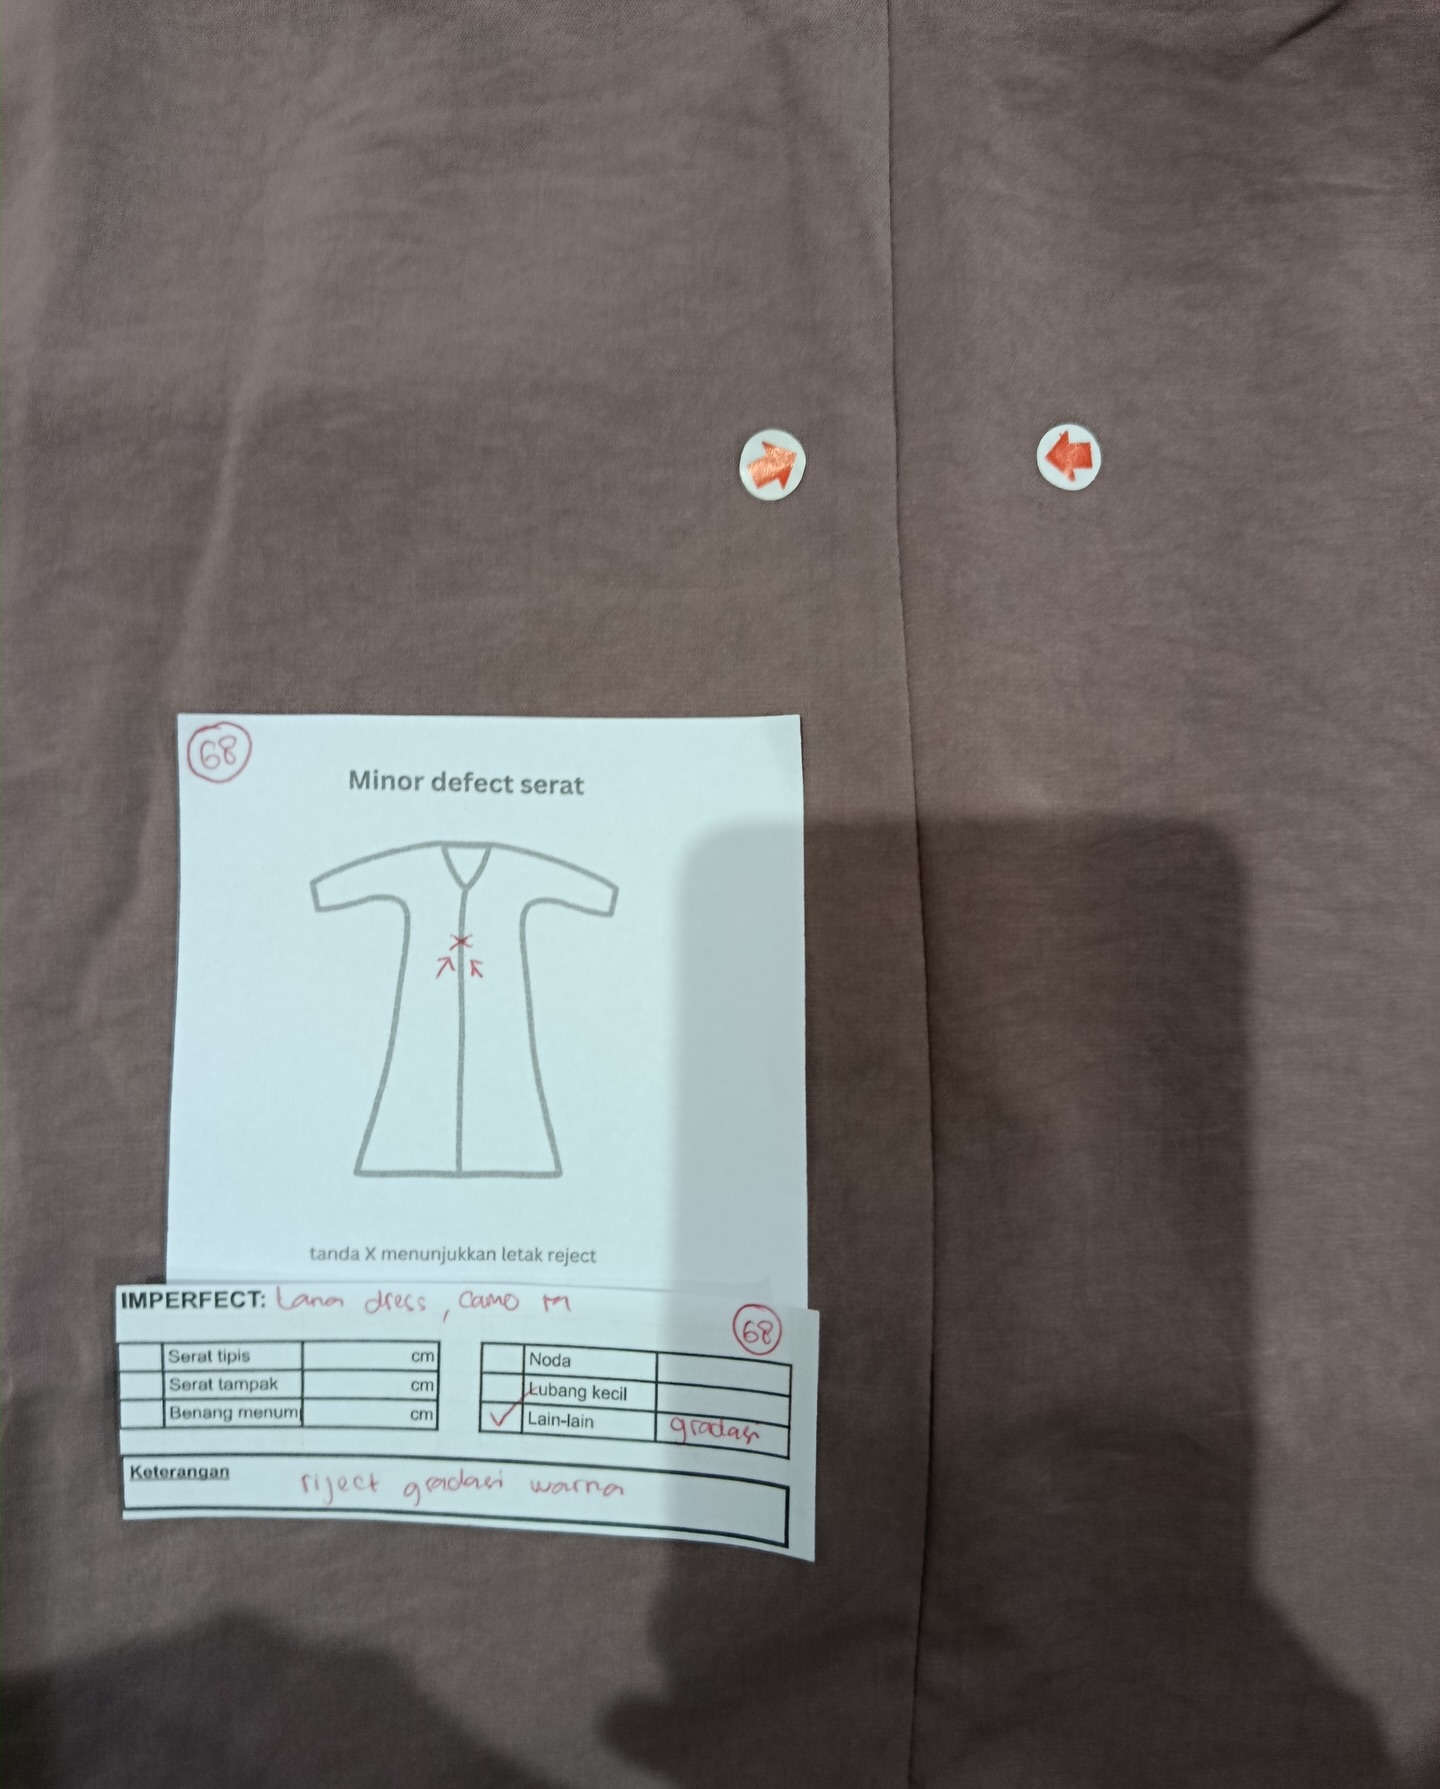 68
Minor defect serat
tanda X menunjukkan letak reject
IMPERFECT: Lana dress, Camo M
68
Serat tipis cm
Serat tampak cm
Benang menum cm
Noda
Lubang kecil
Lain-lain gradasi
Keterangan
riject gradasi warna